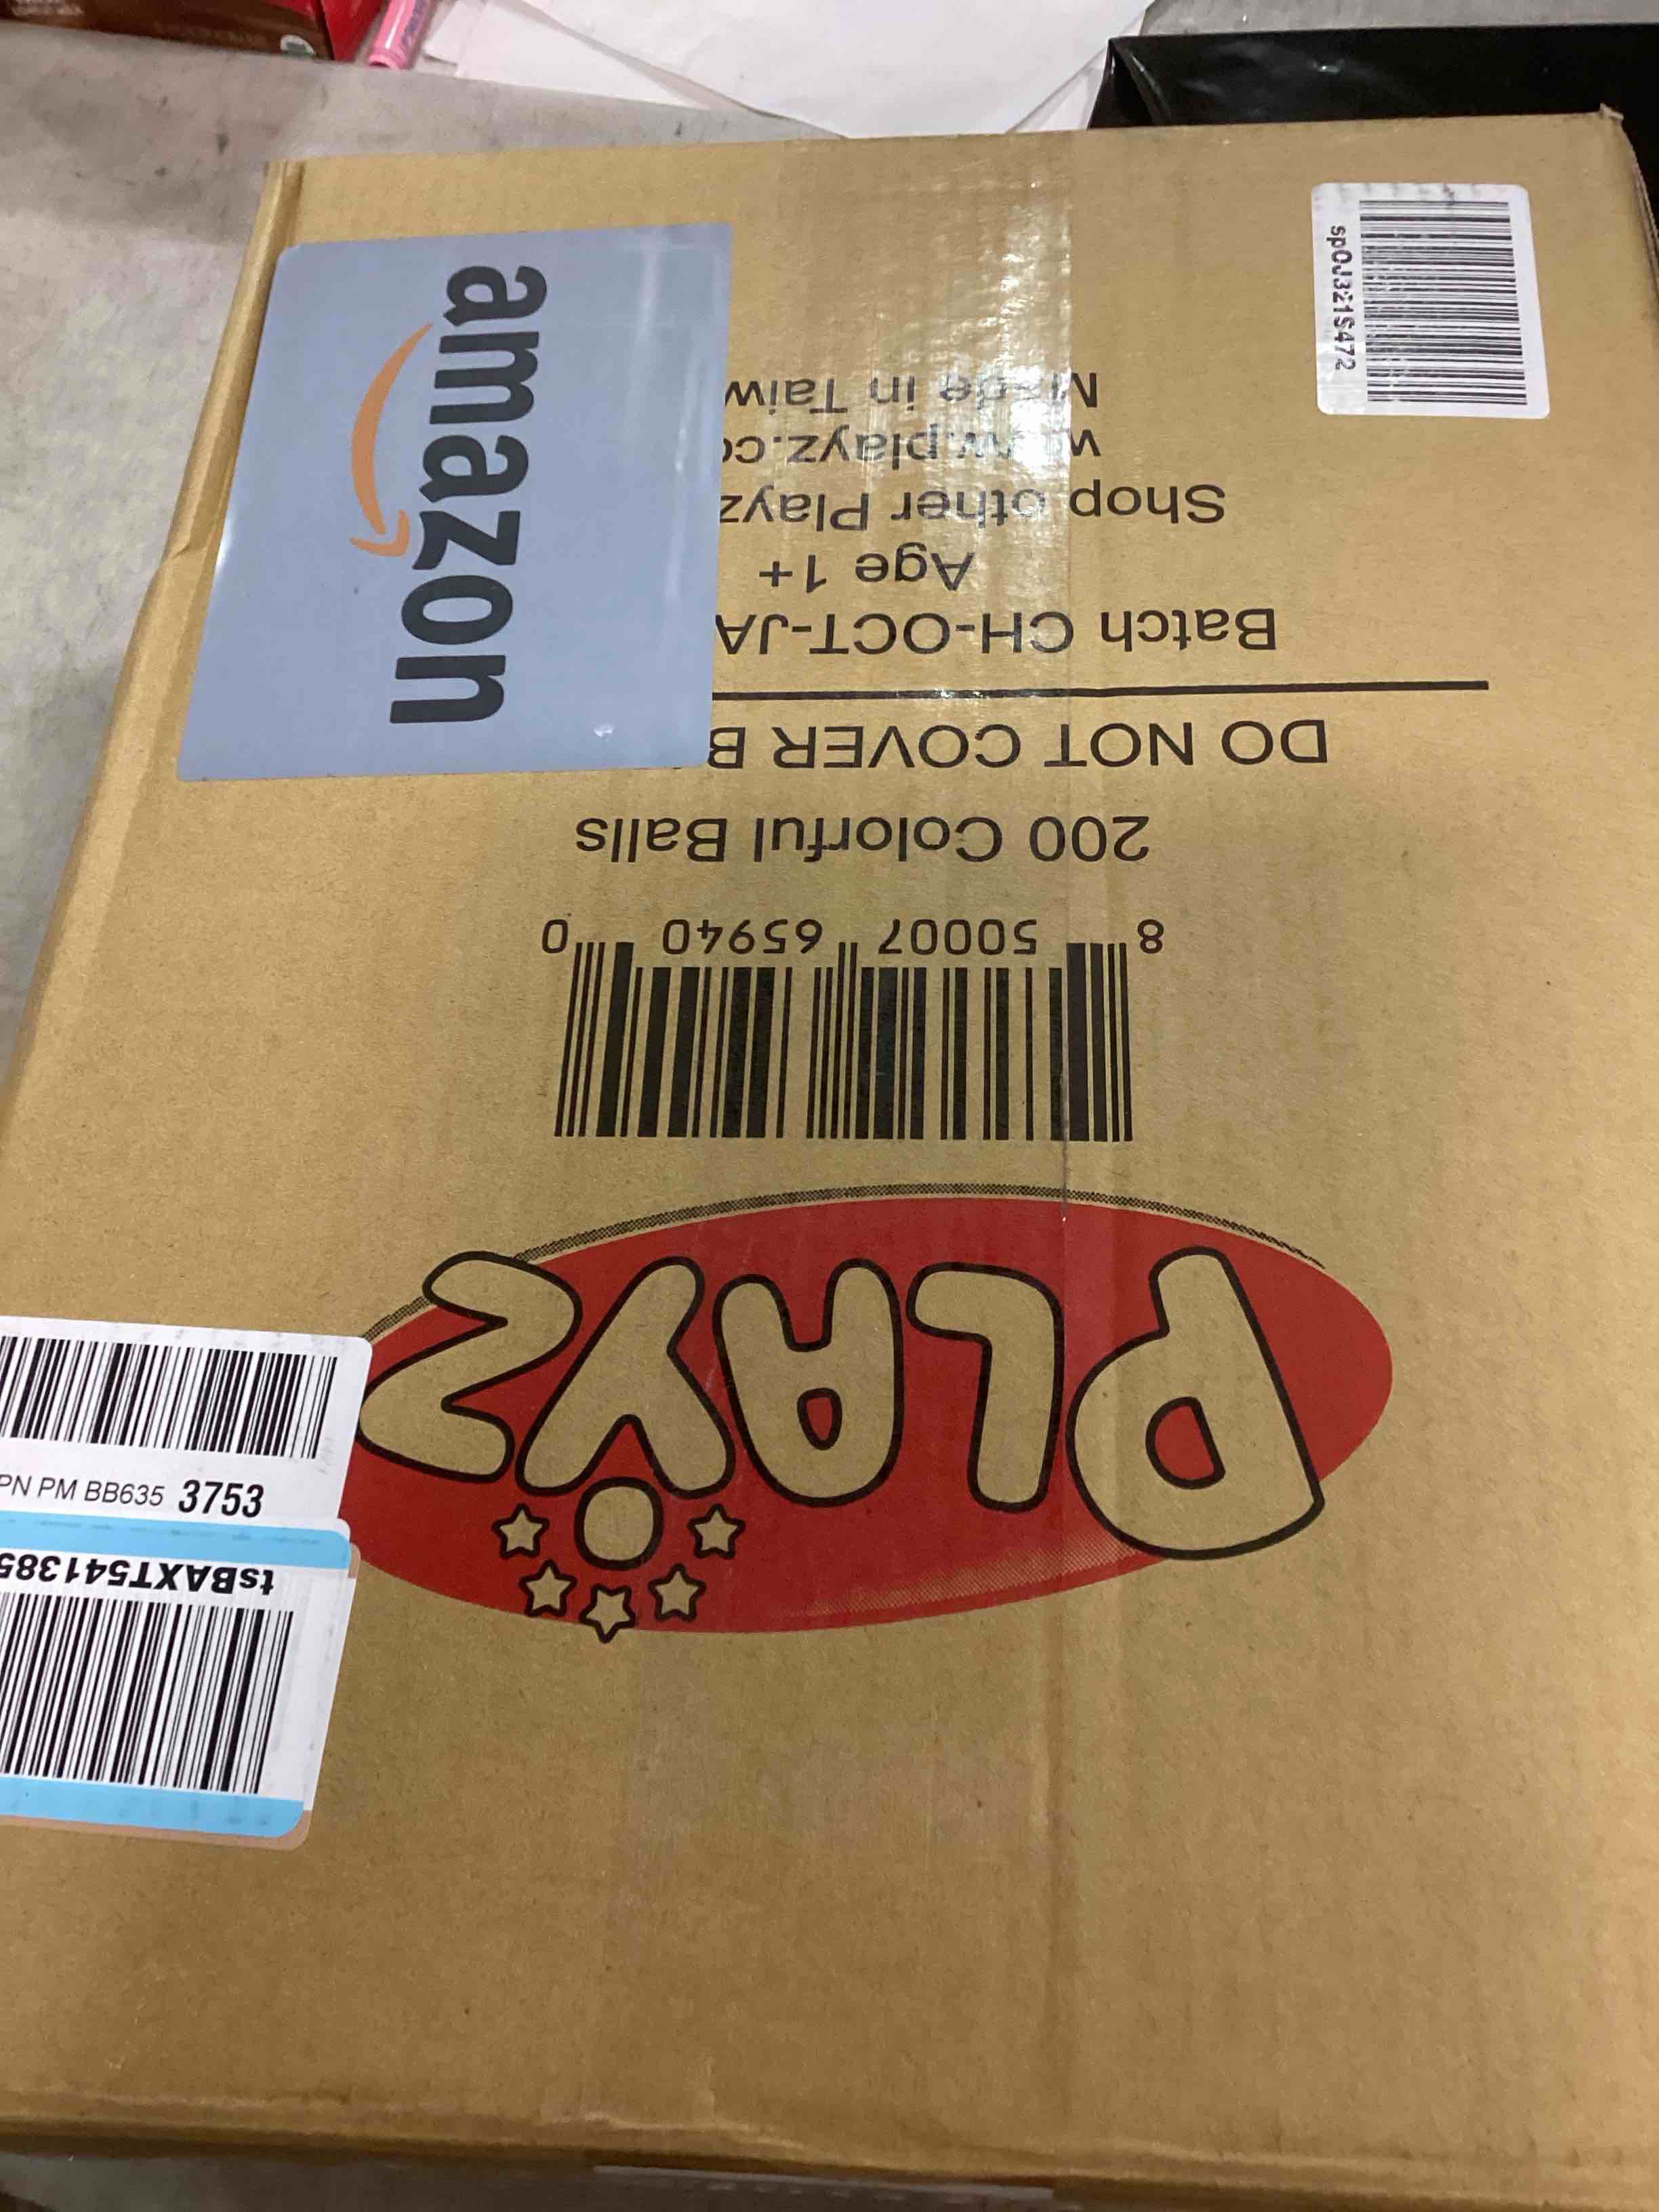 PLAYZ
8 50007 65940 0
200 Colorful Balls
DO NOT COVER B
Batch CH-OCT-JA
Age 1+
Shop other Playz
www.playz.co
Made in Taiw
amazon
spOJ321S472
PN PM BB635 3753
tsBAXT541385